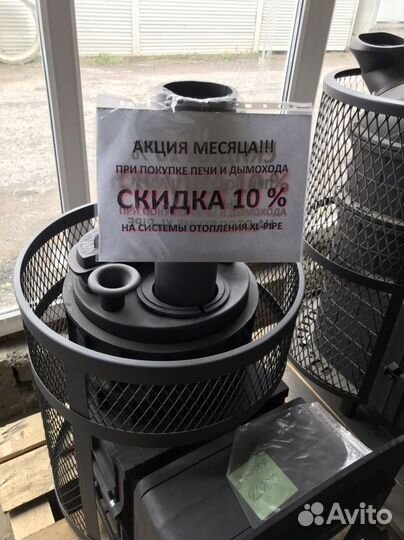 АКЦИЯ МЕСЯЦА!!!
ПРИ ПОКУПКЕ ПЕЧИ И ДЫМОХОДА
СКИДКА 10 %
НА СИСТЕМЫ ОТОПЛЕНИЯ XL-PIPE
Avito